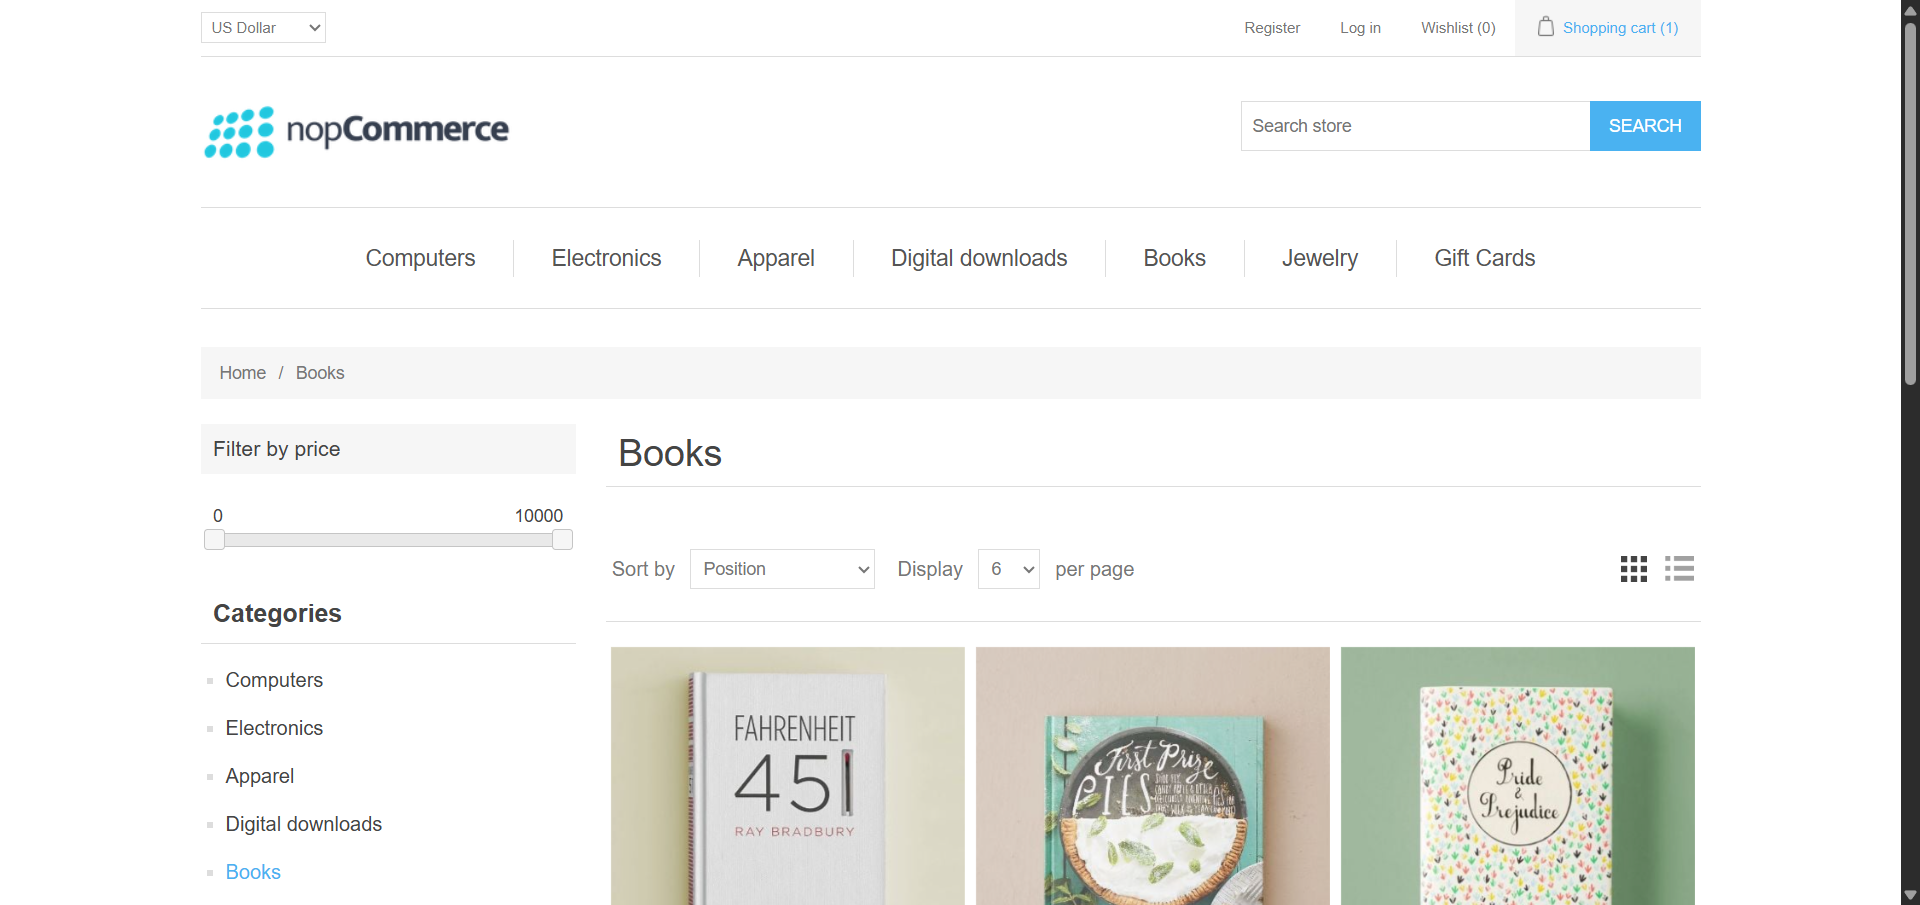 US Dollar
Register
Log in
Wishlist (0)
Shopping cart (1)
nopCommerce
Search store
SEARCH
Computers
Electronics
Apparel
Digital downloads
Books
Jewelry
Gift Cards
Home / Books
Filter by price
0
10000
Books
Sort by
Position
Display
6
per page
Categories
Computers
Electronics
Apparel
Digital downloads
Books
FAHRENHEIT
451
RAY BRADBURY
First Prize
PIES
Pride
&
Prejudice